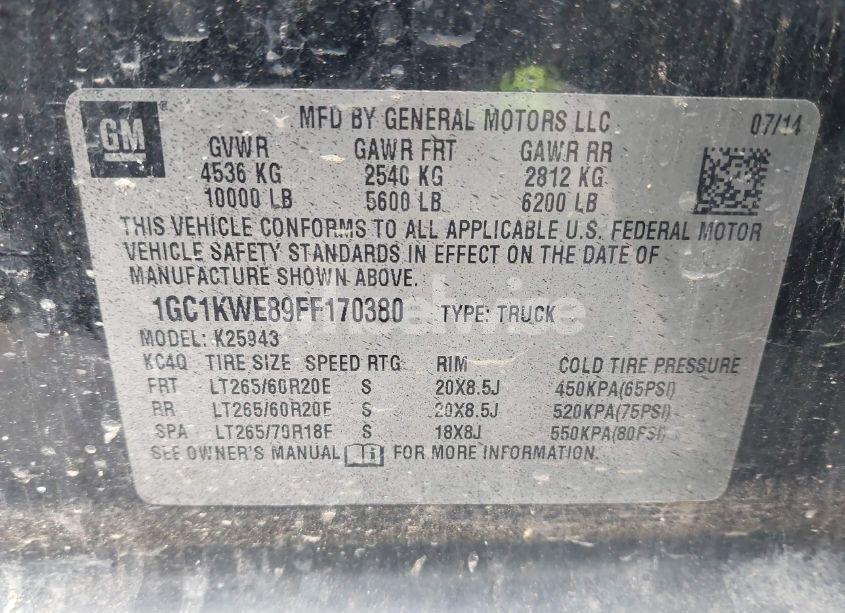 GM®
MFD BY GENERAL MOTORS LLC 07/14
GVWR GAWR FRT GAWR RR
4536 KG 2540 KG 2812 KG
10000 LB 5600 LB 6200 LB
THIS VEHICLE CONFORMS TO ALL APPLICABLE U.S. FEDERAL MOTOR
VEHICLE SAFETY STANDARDS IN EFFECT ON THE DATE OF
MANUFACTURE SHOWN ABOVE.
1GC1KWE89FF170380 TYPE: TRUCK
MODEL: K25943
KC4Q TIRE SIZE SPEED RTG RIM COLD TIRE PRESSURE
FRT LT265/60R20E S 20X8.5J 450KPA(65PSI)
RR LT265/60R20E S 20X8.5J 520KPA(75PSI)
SPA LT265/70R18E S 18X8J 550KPA(80PSI)
SEE OWNER'S MANUAL FOR MORE INFORMATION.